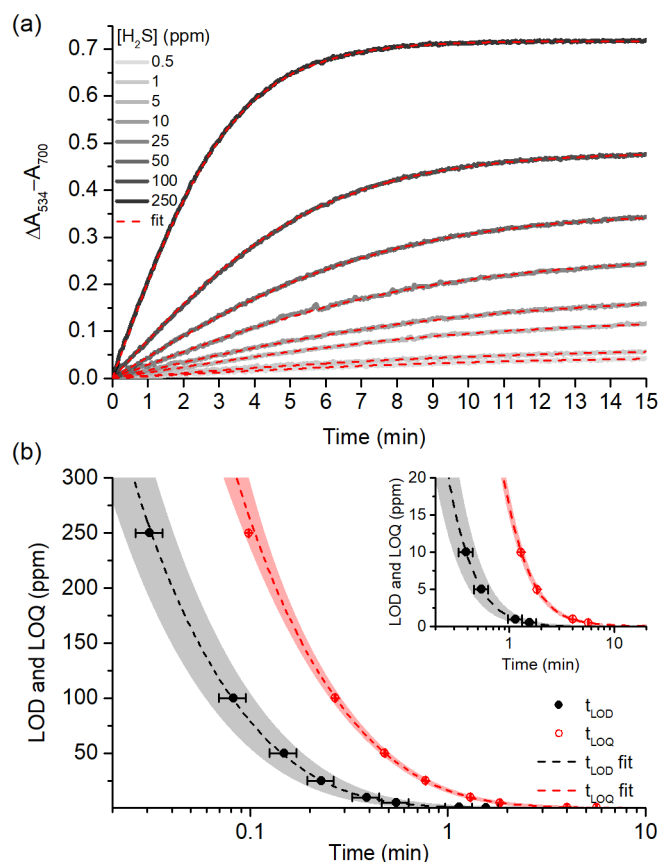 (a)
[H₂S] (ppm)
0.5
1
5
10
25
50
100
250
fit
0.7
0.6
0.5
0.4
0.3
0.2
0.1
0.0
ΔA₅₃₄–A₇₀₀
0 1 2 3 4 5 6 7 8 9 10 11 12 13 14 15
Time (min)
(b)
300
250
200
150
100
50
LOD and LOQ (ppm)
0.1 1 10
Time (min)
20
15
10
5
0
LOD and LOQ (ppm)
1 10
Time (min)
t_LOD
t_LOQ
t_LOD fit
t_LOQ fit